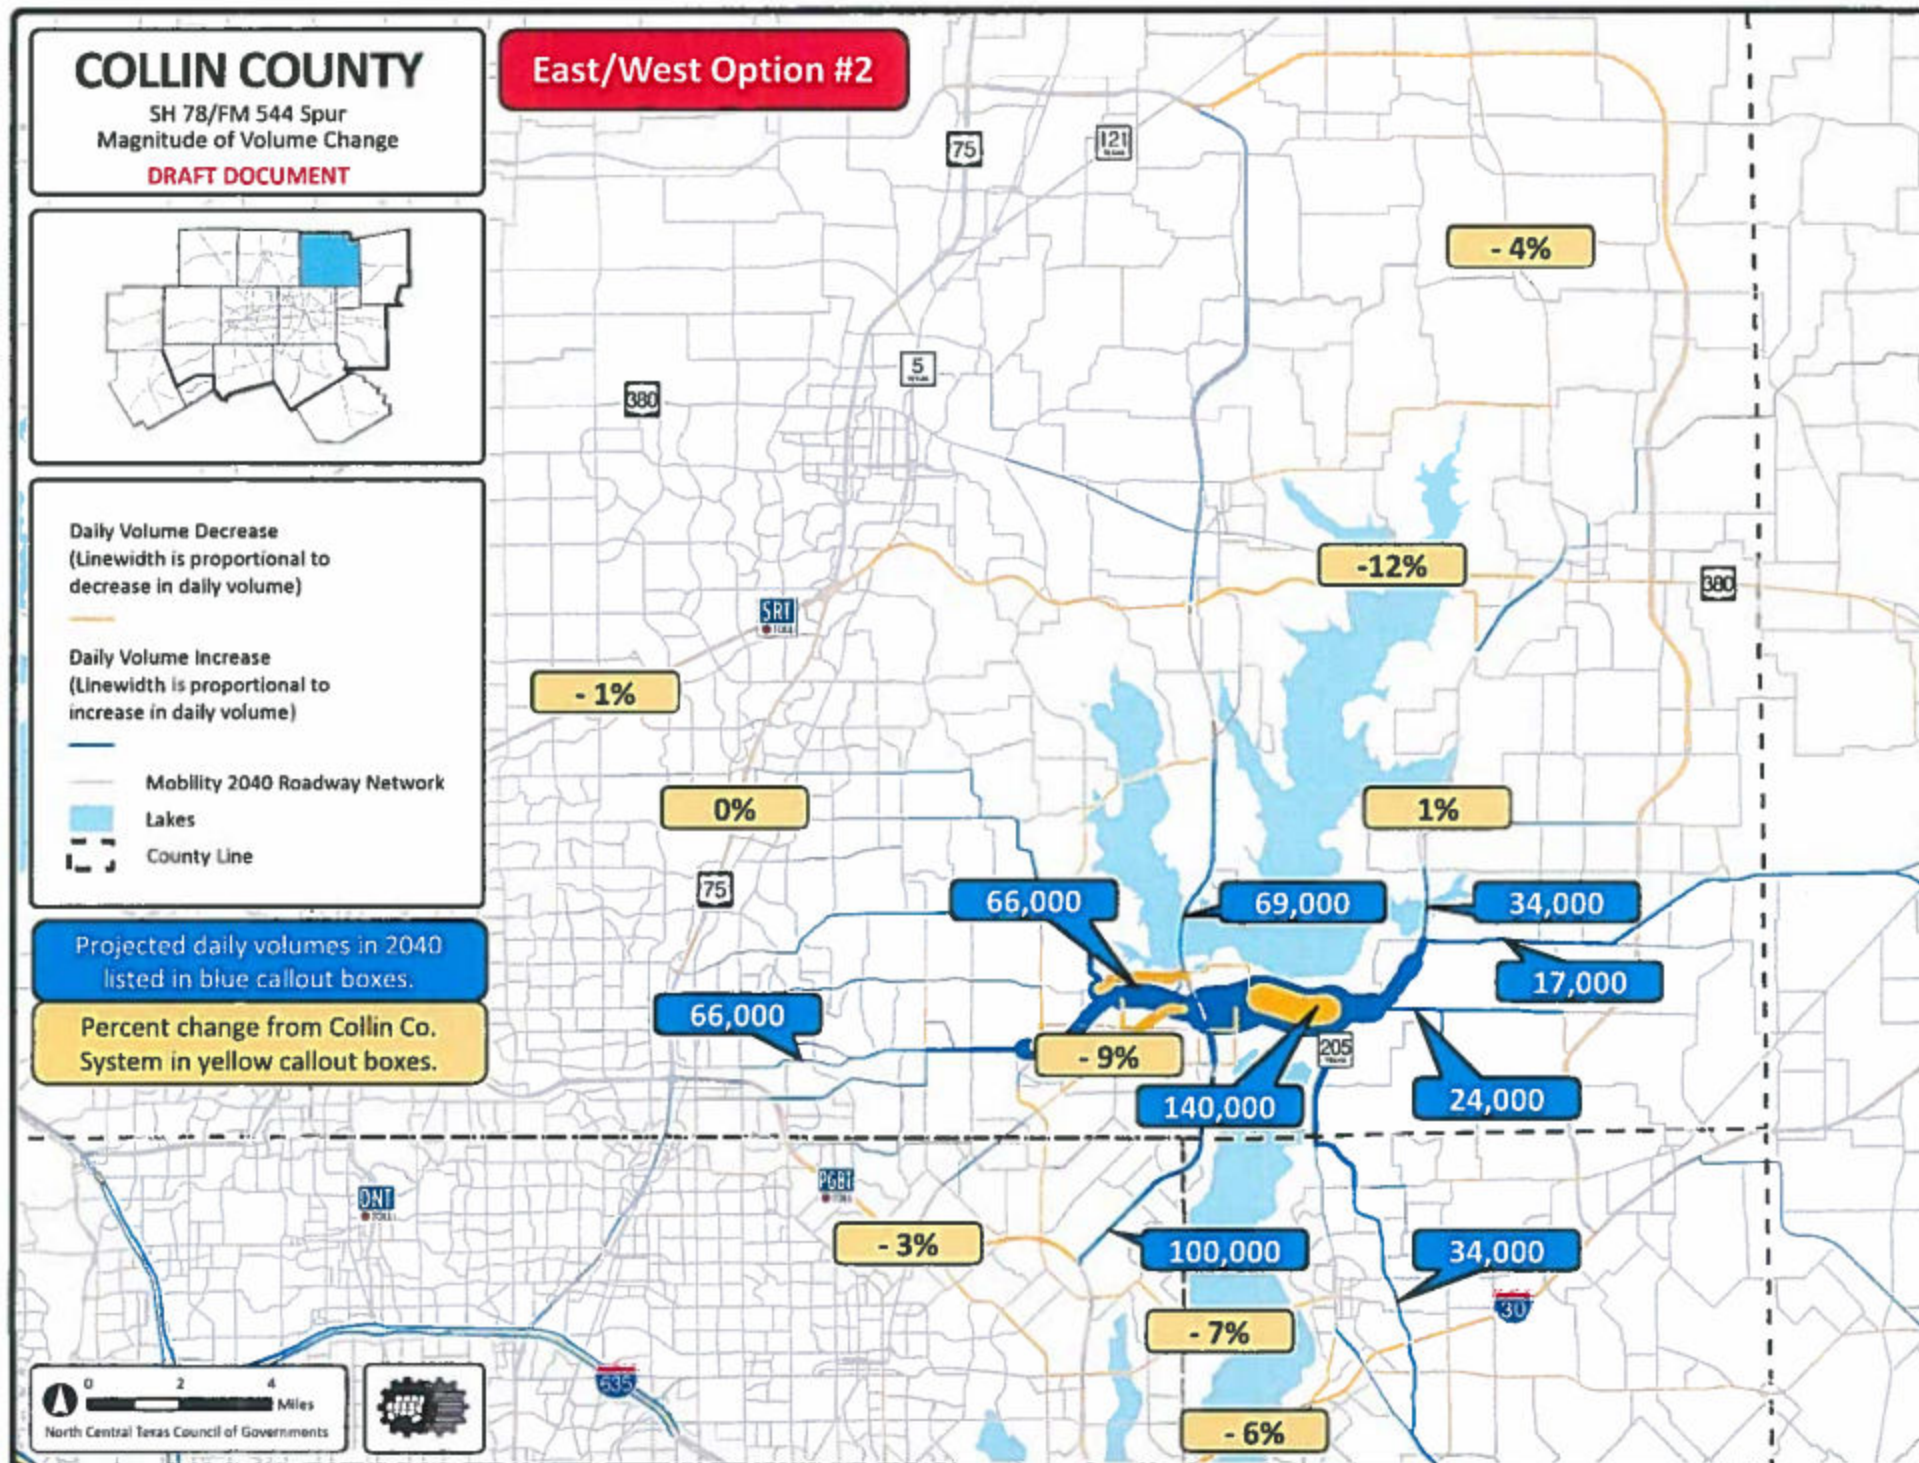 COLLIN COUNTY
SH 78/FM 544 Spur
Magnitude of Volume Change
DRAFT DOCUMENT
East/West Option #2
75
121
TEXAS
- 4%
5
TEXAS
380
Daily Volume Decrease
(Linewidth is proportional to
decrease in daily volume)
Daily Volume Increase
(Linewidth is proportional to
increase in daily volume)
Mobility 2040 Roadway Network
Lakes
County Line
-12%
380
SRT
TOLL
- 1%
0%
1%
75
66,000
69,000
34,000
17,000
Projected daily volumes in 2040
listed in blue callout boxes.
Percent change from Collin Co.
System in yellow callout boxes.
66,000
- 9%
205
TEXAS
140,000
24,000
DNT
TOLL
PGBT
TOLL
- 3%
100,000
34,000
30
- 7%
635
- 6%
0 2 4
Miles
North Central Texas Council of Governments